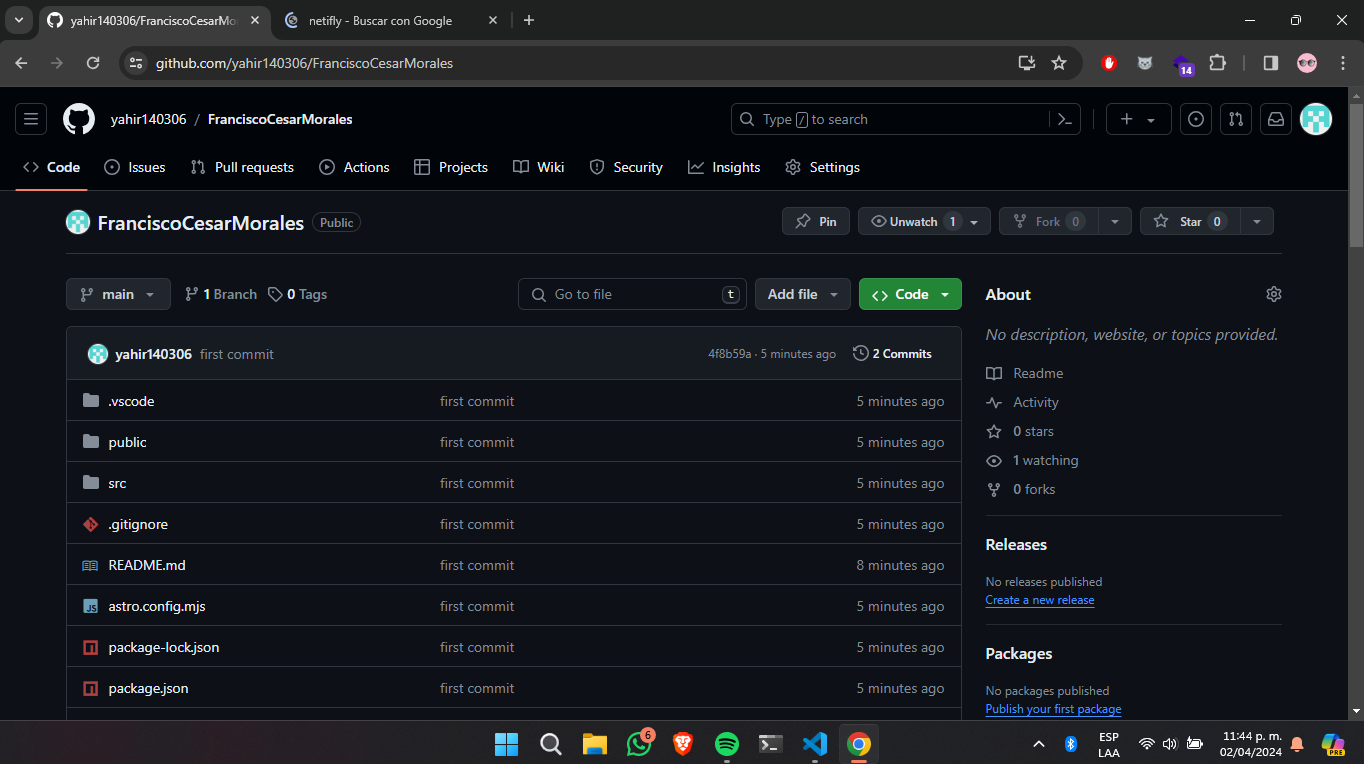 yahir140306/FranciscoCesarMo
netifly - Buscar con Google
github.com/yahir140306/FranciscoCesarMorales
14
yahir140306 / FranciscoCesarMorales
Type / to search
Code
Issues
Pull requests
Actions
Projects
Wiki
Security
Insights
Settings
FranciscoCesarMorales
Public
Pin
Unwatch 1
Fork 0
Star 0
main
1 Branch
0 Tags
Go to file
t
Add file
Code
yahir140306 first commit
4f8b59a · 5 minutes ago
2 Commits
.vscode first commit 5 minutes ago
public first commit 5 minutes ago
src first commit 5 minutes ago
.gitignore first commit 5 minutes ago
README.md first commit 8 minutes ago
JS
astro.config.mjs first commit 5 minutes ago
package-lock.json first commit 5 minutes ago
package.json first commit 5 minutes ago
About
No description, website, or topics provided.
Readme
Activity
0 stars
1 watching
0 forks
Releases
No releases published
Create a new release
Packages
No packages published
Publish your first package
6
ESP
LAA
11:44 p. m.
02/04/2024
PRE